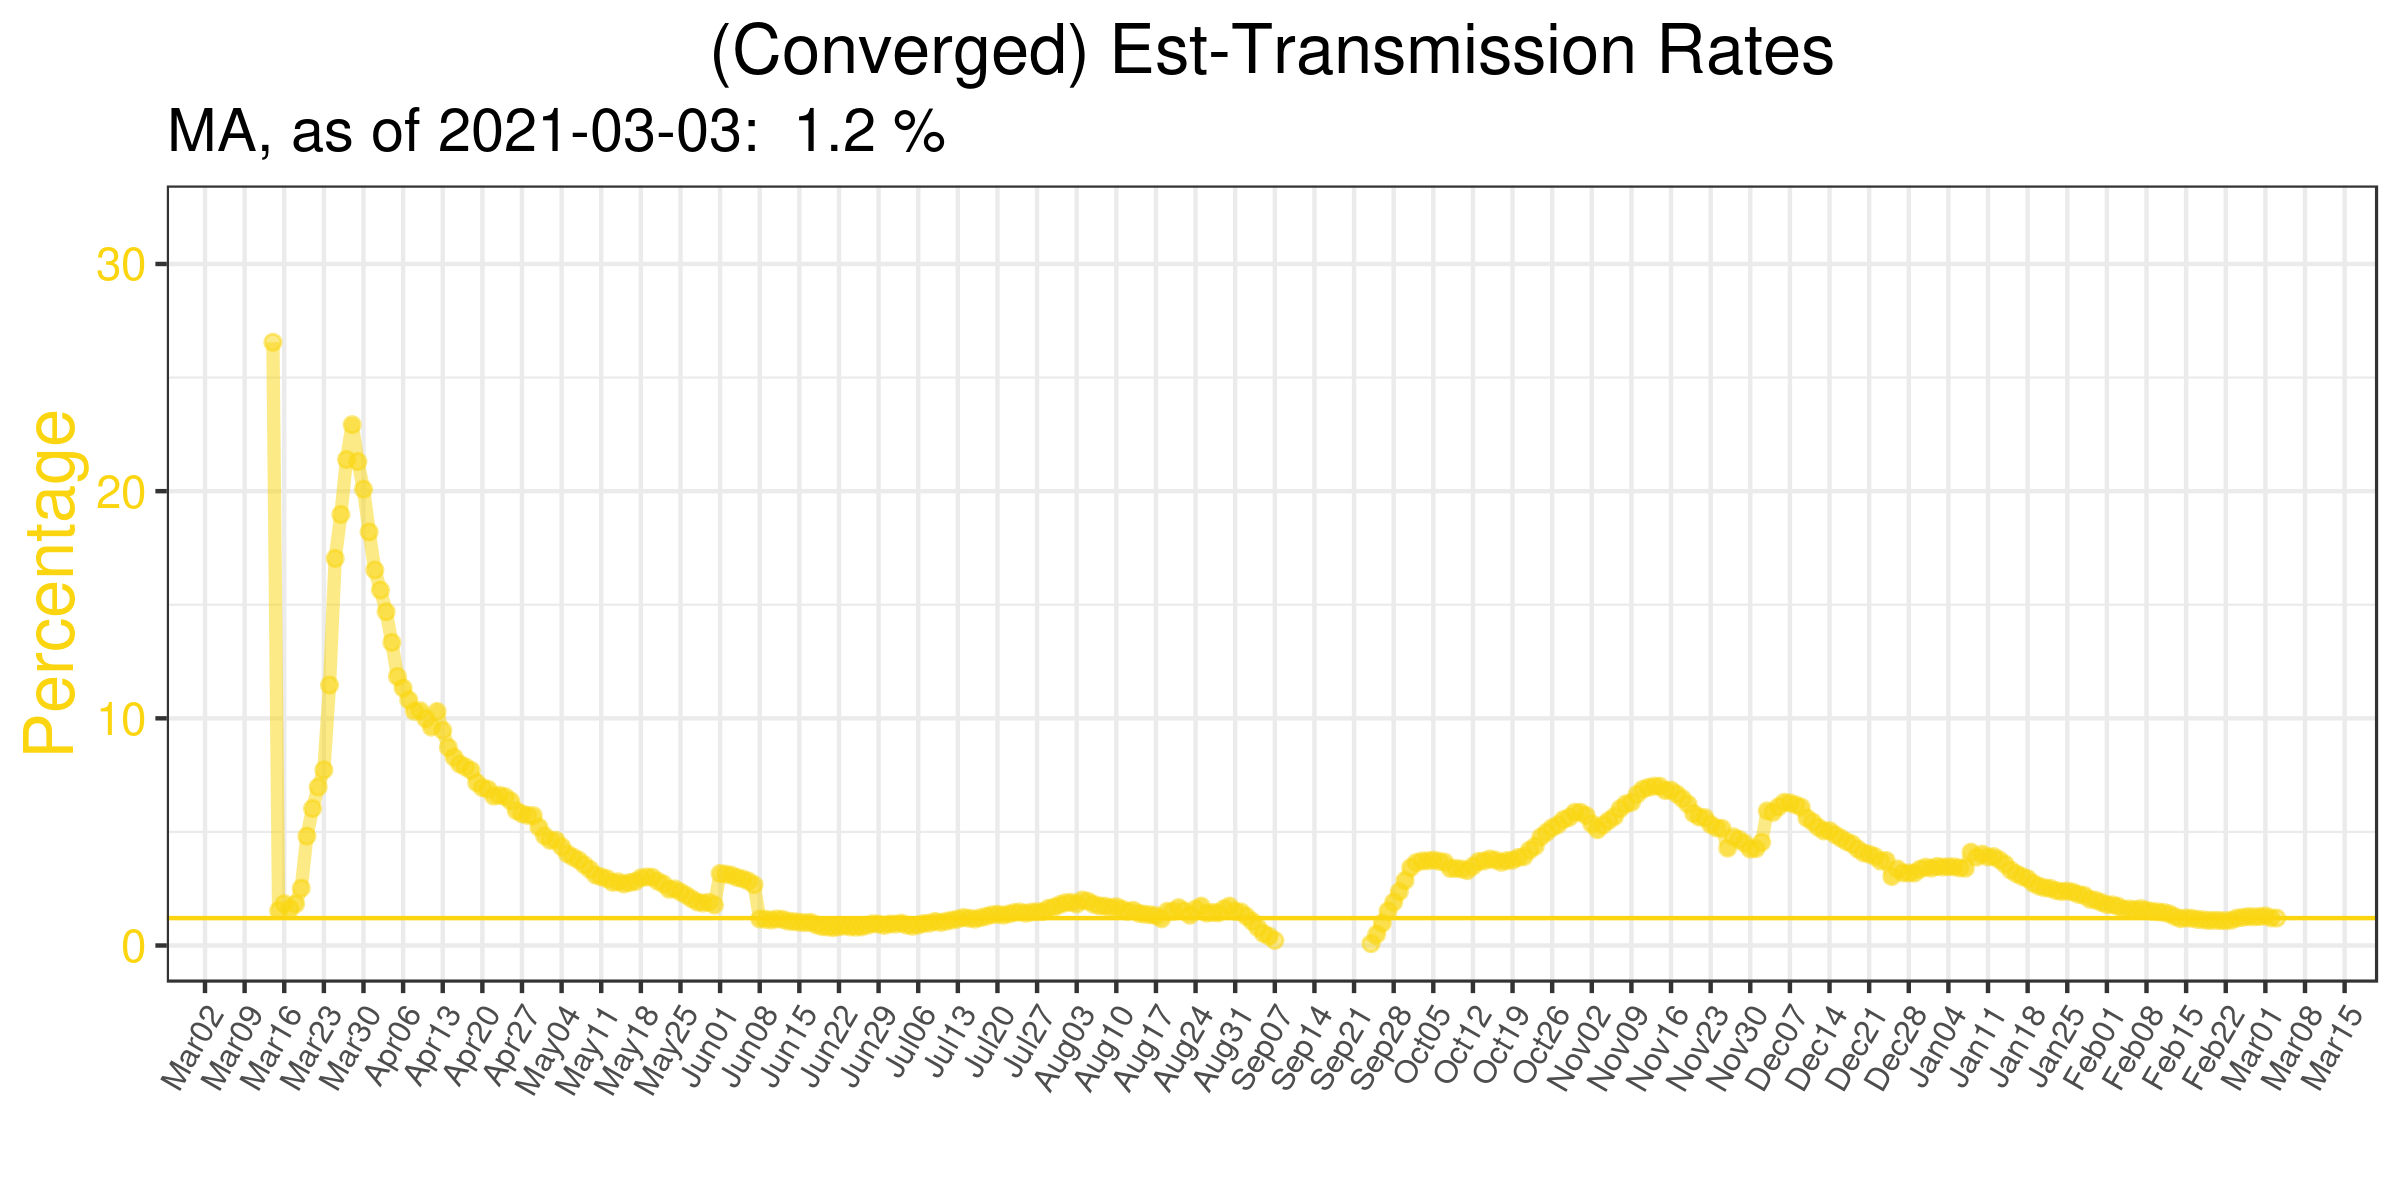 (Converged) Est-Transmission Rates
MA, as of 2021-03-03:  1.2 %
Percentage
30
20
10
0
Mar02
Mar09
Mar16
Mar23
Mar30
Apr06
Apr13
Apr20
Apr27
May04
May11
May18
May25
Jun01
Jun08
Jun15
Jun22
Jun29
Jul06
Jul13
Jul20
Jul27
Aug03
Aug10
Aug17
Aug24
Aug31
Sep07
Sep14
Sep21
Sep28
Oct05
Oct12
Oct19
Oct26
Nov02
Nov09
Nov16
Nov23
Nov30
Dec07
Dec14
Dec21
Dec28
Jan04
Jan11
Jan18
Jan25
Feb01
Feb08
Feb15
Feb22
Mar01
Mar08
Mar15